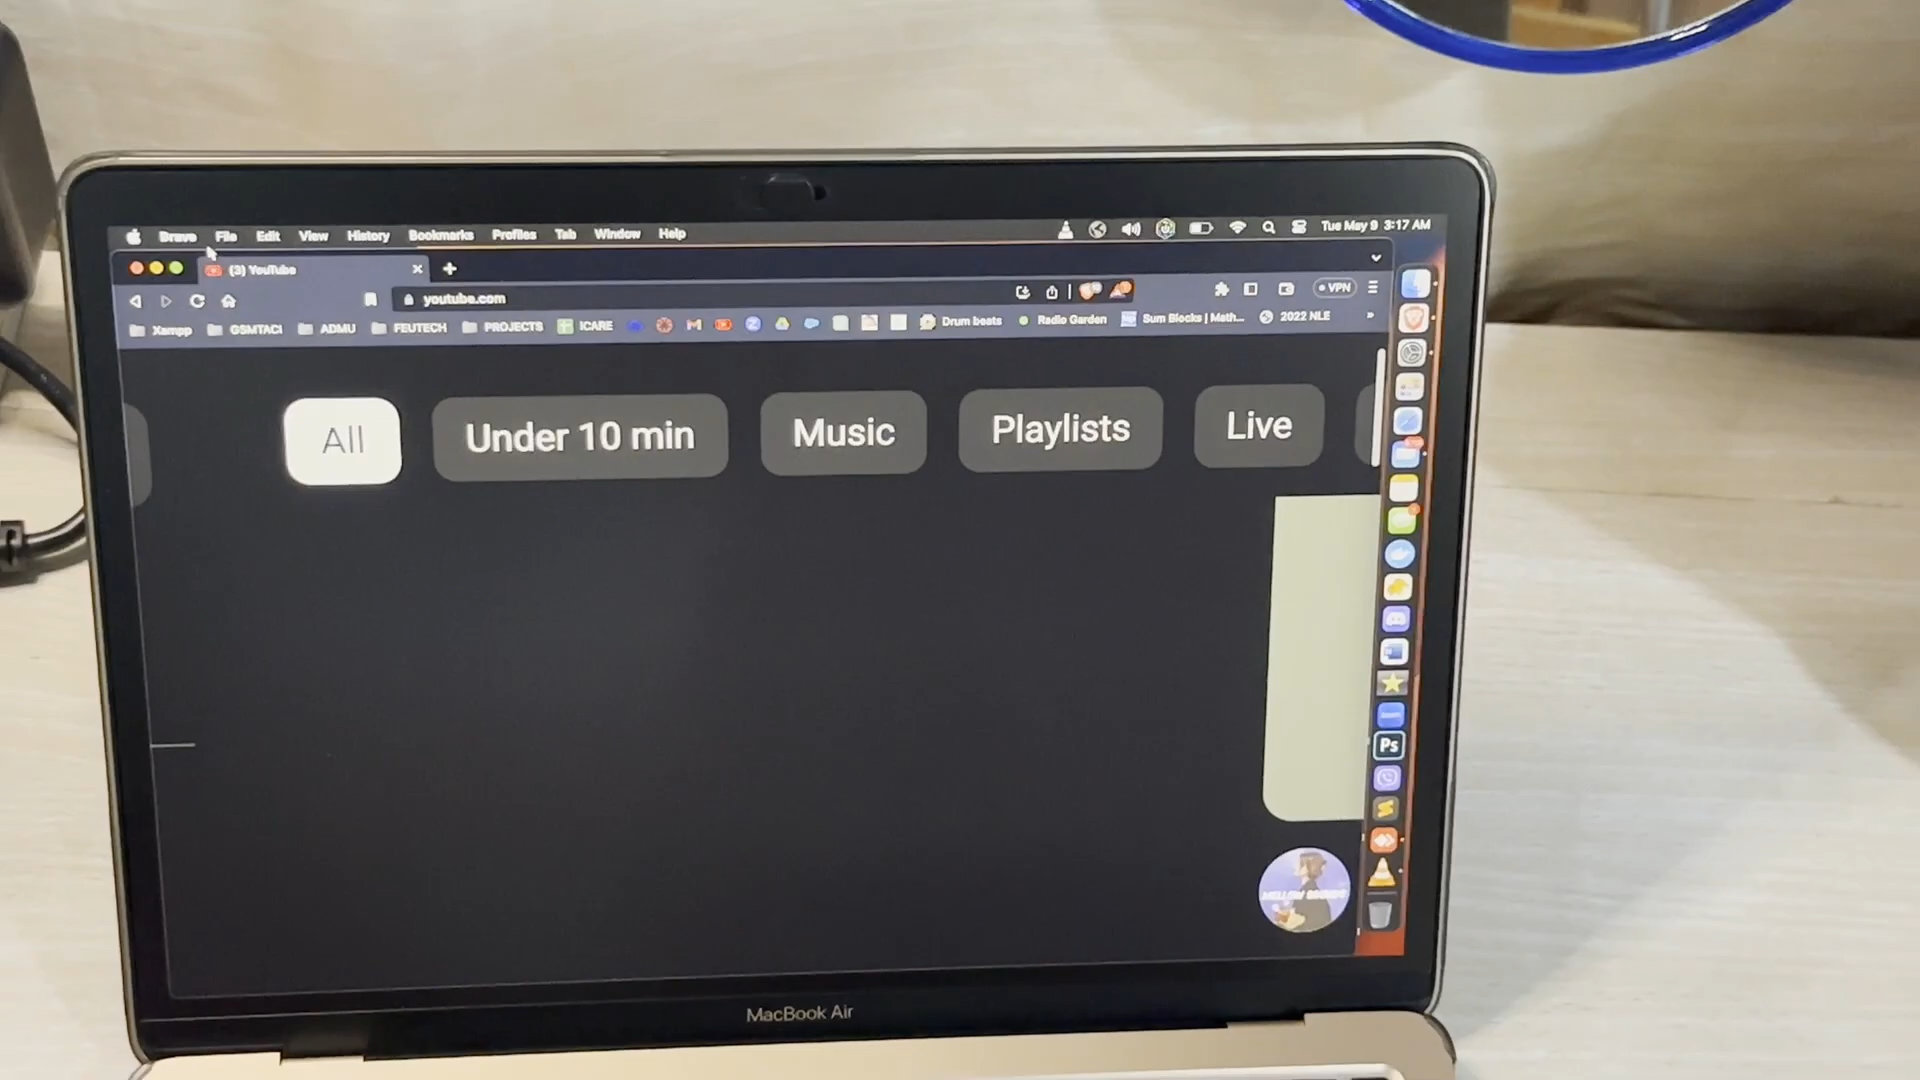 Brave File Edit View History Bookmarks Profiles Tab Window Help Tue May 9 3:17 AM
(3) YouTube
youtube.com VPN
Xampp GSMTACI ADMU FEUTECH PROJECTS ICARE Drum beats Radio Garden Sum Blocks | Math... 2022 NLE »
All Under 10 min Music Playlists Live
Ps
MacBook Air